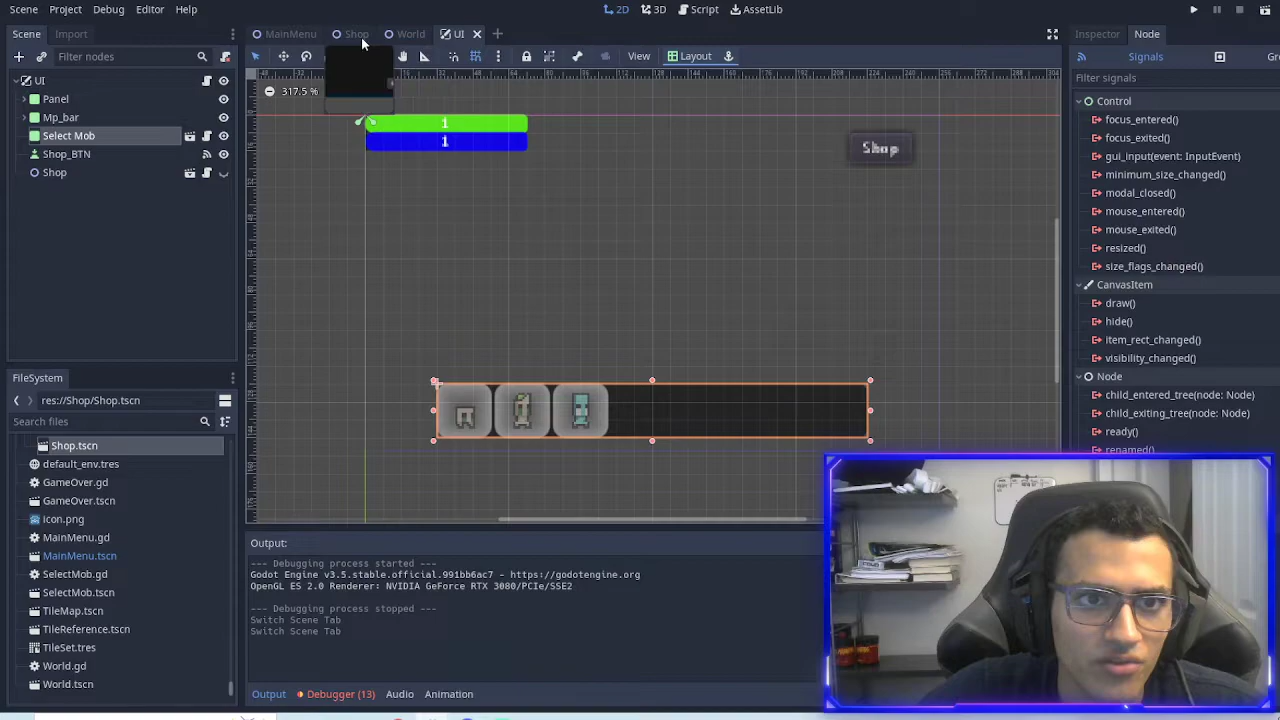 Scene Project Debug Editor Help
2D 3D Script AssetLib
Scene Import
MainMenu Shop World UI
Inspector Node
Filter nodes
View Layout
Signals
Filter signals
317.5 %
UI
Panel
Mp_bar
Select Mob
Shop_BTN
Shop
1
1
Shop
Control
focus_entered()
focus_exited()
gui_input(event: InputEvent)
minimum_size_changed()
modal_closed()
mouse_entered()
mouse_exited()
resized()
size_flags_changed()
CanvasItem
draw()
hide()
item_rect_changed()
visibility_changed()
Node
child_entered_tree(node: Node)
child_exiting_tree(node: Node)
ready()
renamed()
FileSystem
res://Shop/Shop.tscn
Search files
Shop.tscn
default_env.tres
GameOver.gd
GameOver.tscn
icon.png
MainMenu.gd
MainMenu.tscn
SelectMob.gd
SelectMob.tscn
TileMap.tscn
TileReference.tscn
TileSet.tres
World.gd
World.tscn
Output:
--- Debugging process started ---
Godot Engine v3.5.stable.official.991bb6ac7 - https://godotengine.org
OpenGL ES 2.0 Renderer: NVIDIA GeForce RTX 3080/PCIe/SSE2
--- Debugging process stopped ---
Switch Scene Tab
Switch Scene Tab
Output Debugger (13) Audio Animation